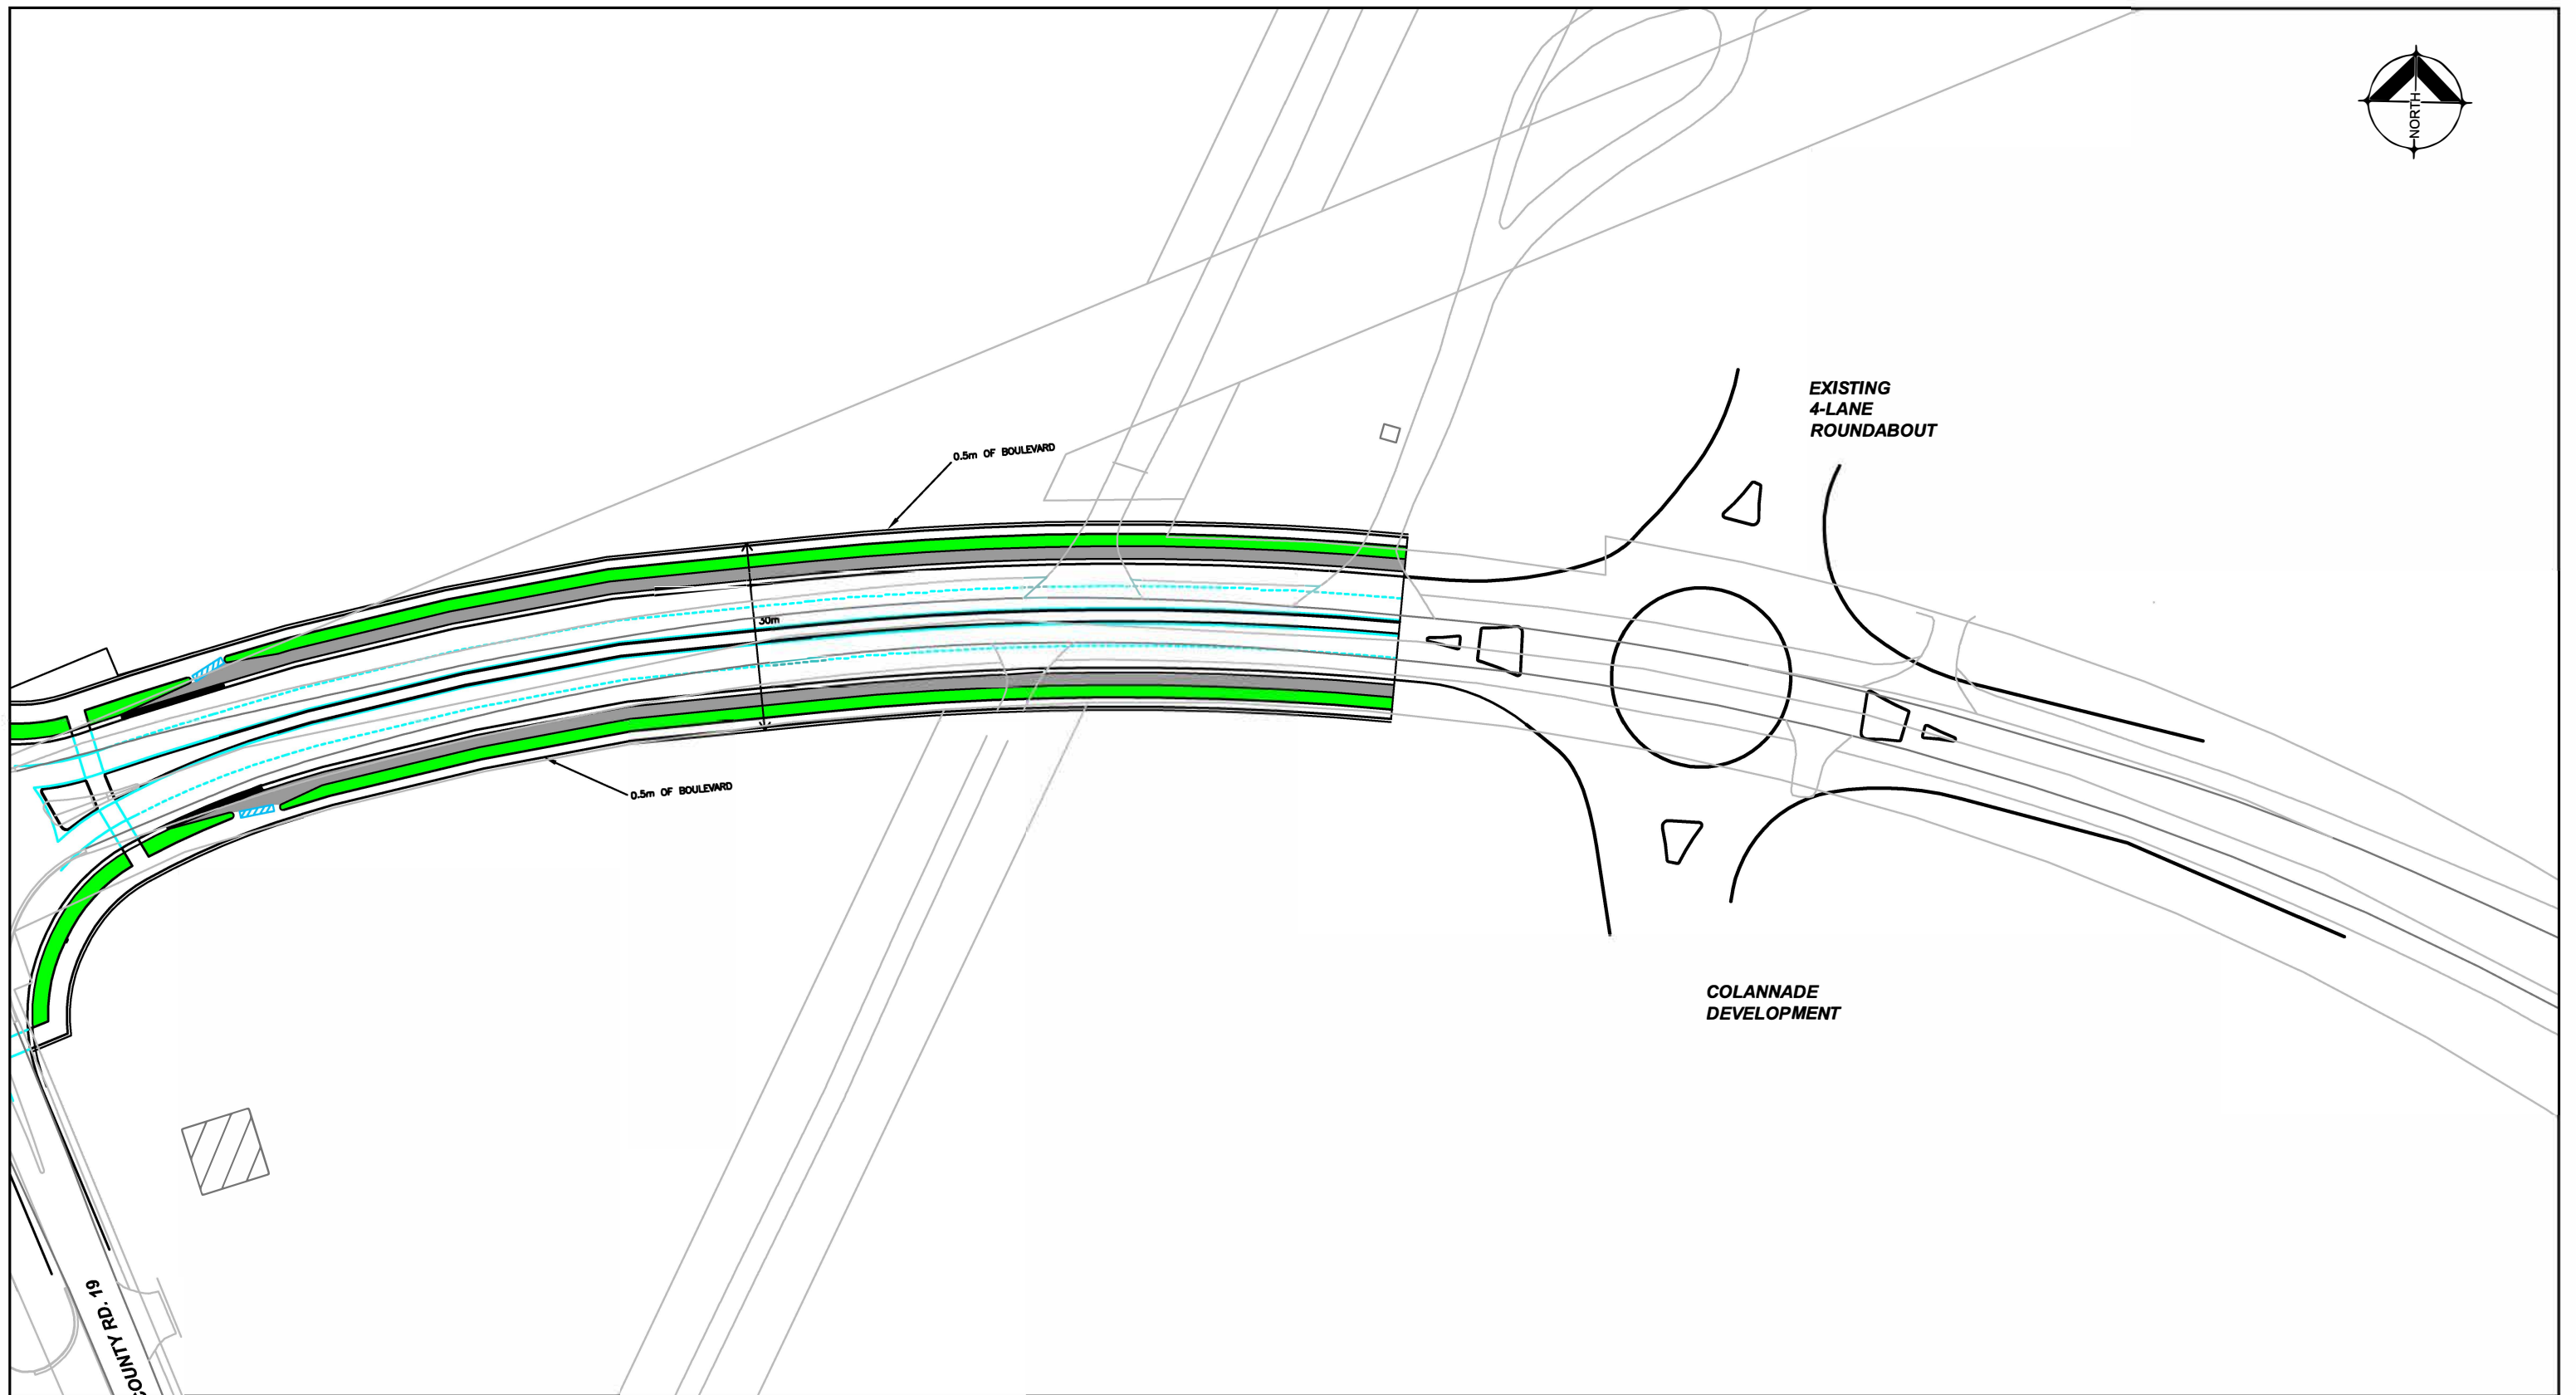 NORTH
EXISTING
4-LANE
ROUNDABOUT
0.5m OF BOULEVARD
30m
0.5m OF BOULEVARD
COLANNADE
DEVELOPMENT
COUNTY RD. 19